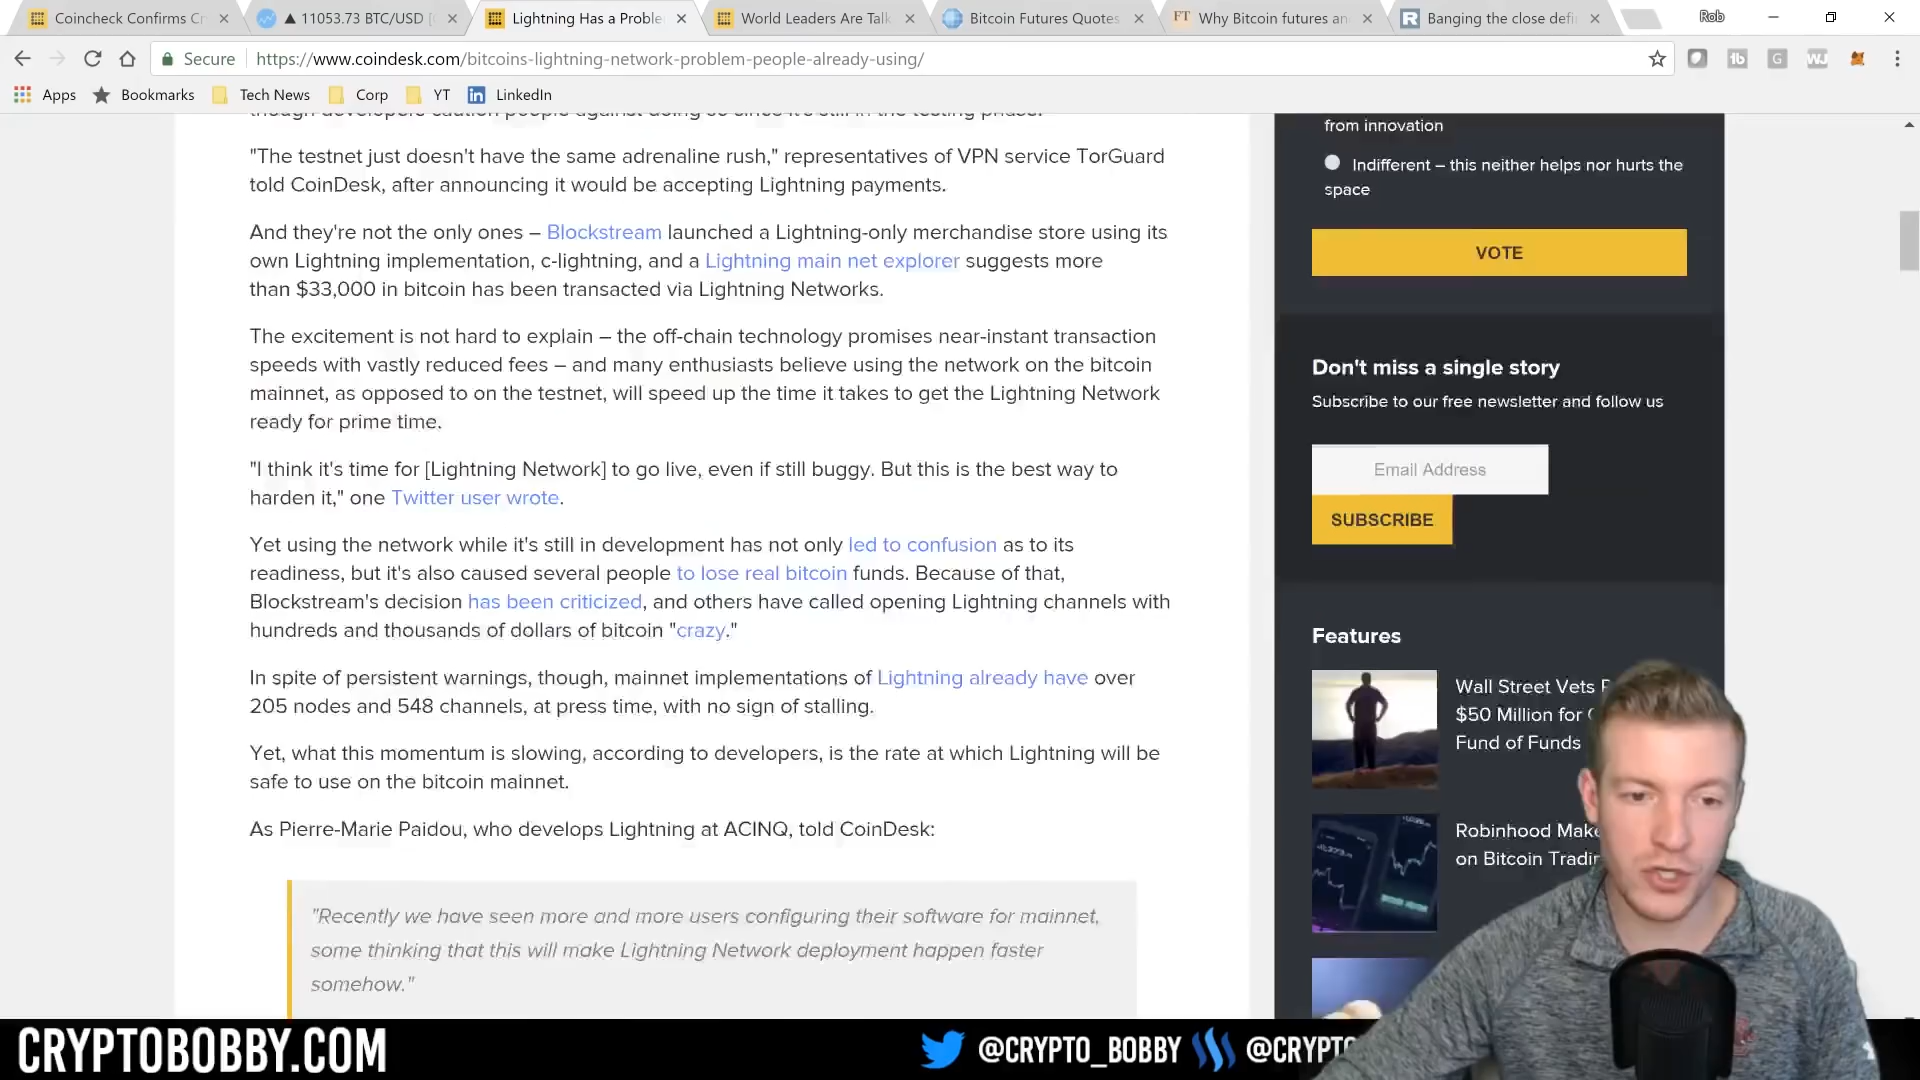 Coincheck Confirms Cr
▲ 11053.73 BTC/USD
Lightning Has a Proble
World Leaders Are Talk
Bitcoin Futures Quotes
FT Why Bitcoin futures an
R Banging the close defi
Rob
Secure https://www.coindesk.com/bitcoins-lightning-network-problem-people-already-using/
Apps Bookmarks Tech News Corp YT LinkedIn
though developers caution people against doing so since it's still in the testing phase.
"The testnet just doesn't have the same adrenaline rush," representatives of VPN service TorGuard
told CoinDesk, after announcing it would be accepting Lightning payments.
And they're not the only ones – Blockstream launched a Lightning-only merchandise store using its
own Lightning implementation, c-lightning, and a Lightning main net explorer suggests more
than $33,000 in bitcoin has been transacted via Lightning Networks.
The excitement is not hard to explain – the off-chain technology promises near-instant transaction
speeds with vastly reduced fees – and many enthusiasts believe using the network on the bitcoin
mainnet, as opposed to on the testnet, will speed up the time it takes to get the Lightning Network
ready for prime time.
"I think it's time for [Lightning Network] to go live, even if still buggy. But this is the best way to
harden it," one Twitter user wrote.
Yet using the network while it's still in development has not only led to confusion as to its
readiness, but it's also caused several people to lose real bitcoin funds. Because of that,
Blockstream's decision has been criticized, and others have called opening Lightning channels with
hundreds and thousands of dollars of bitcoin "crazy."
In spite of persistent warnings, though, mainnet implementations of Lightning already have over
205 nodes and 548 channels, at press time, with no sign of stalling.
Yet, what this momentum is slowing, according to developers, is the rate at which Lightning will be
safe to use on the bitcoin mainnet.
As Pierre-Marie Paidou, who develops Lightning at ACINQ, told CoinDesk:
"Recently we have seen more and more users configuring their software for mainnet,
some thinking that this will make Lightning Network deployment happen faster
somehow."
from innovation
Indifferent – this neither helps nor hurts the
space
VOTE
Don't miss a single story
Subscribe to our free newsletter and follow us
Email Address
SUBSCRIBE
Features
Wall Street Vets
$50 Million for
Fund of Funds
Robinhood Make
on Bitcoin Tradin
CRYPTOBOBBY.COM
@CRYPTO_BOBBY
@CRYPTO